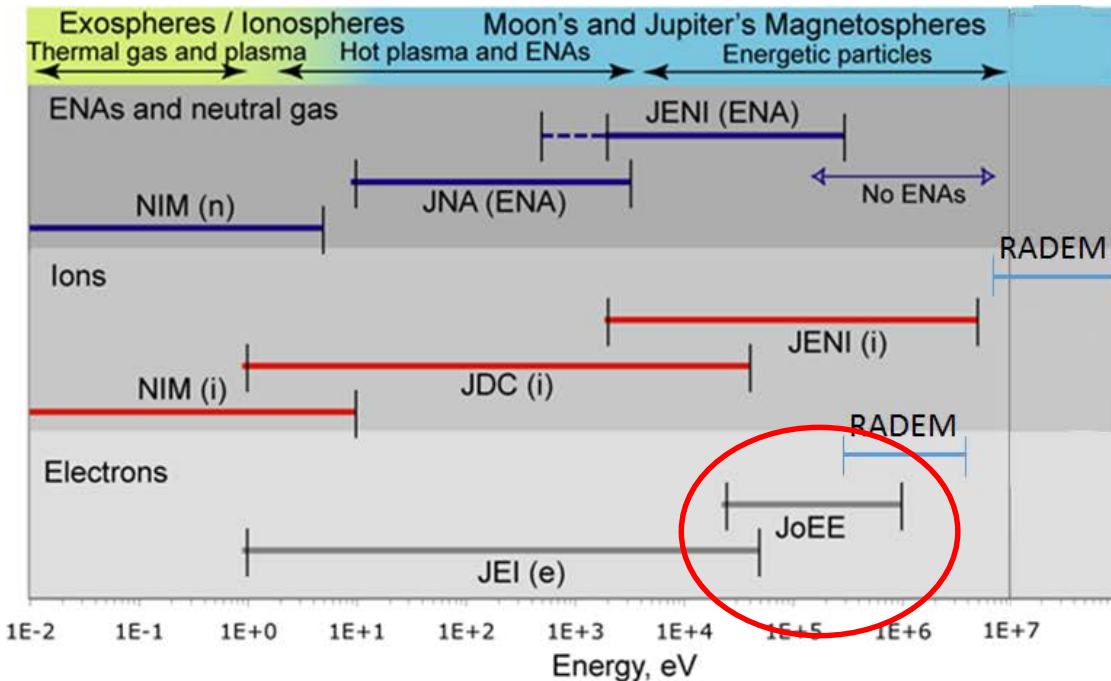 Exospheres / Ionospheres
Moon's and Jupiter's Magnetospheres
Thermal gas and plasma
Hot plasma and ENAs
Energetic particles
ENAs and neutral gas
JENI (ENA)
JNA (ENA)
No ENAs
NIM (n)
RADEM
Ions
JENI (i)
JDC (i)
NIM (i)
RADEM
Electrons
JoEE
JEI (e)
1E-2 1E-1 1E+0 1E+1 1E+2 1E+3 1E+4 1E+5 1E+6 1E+7
Energy, eV